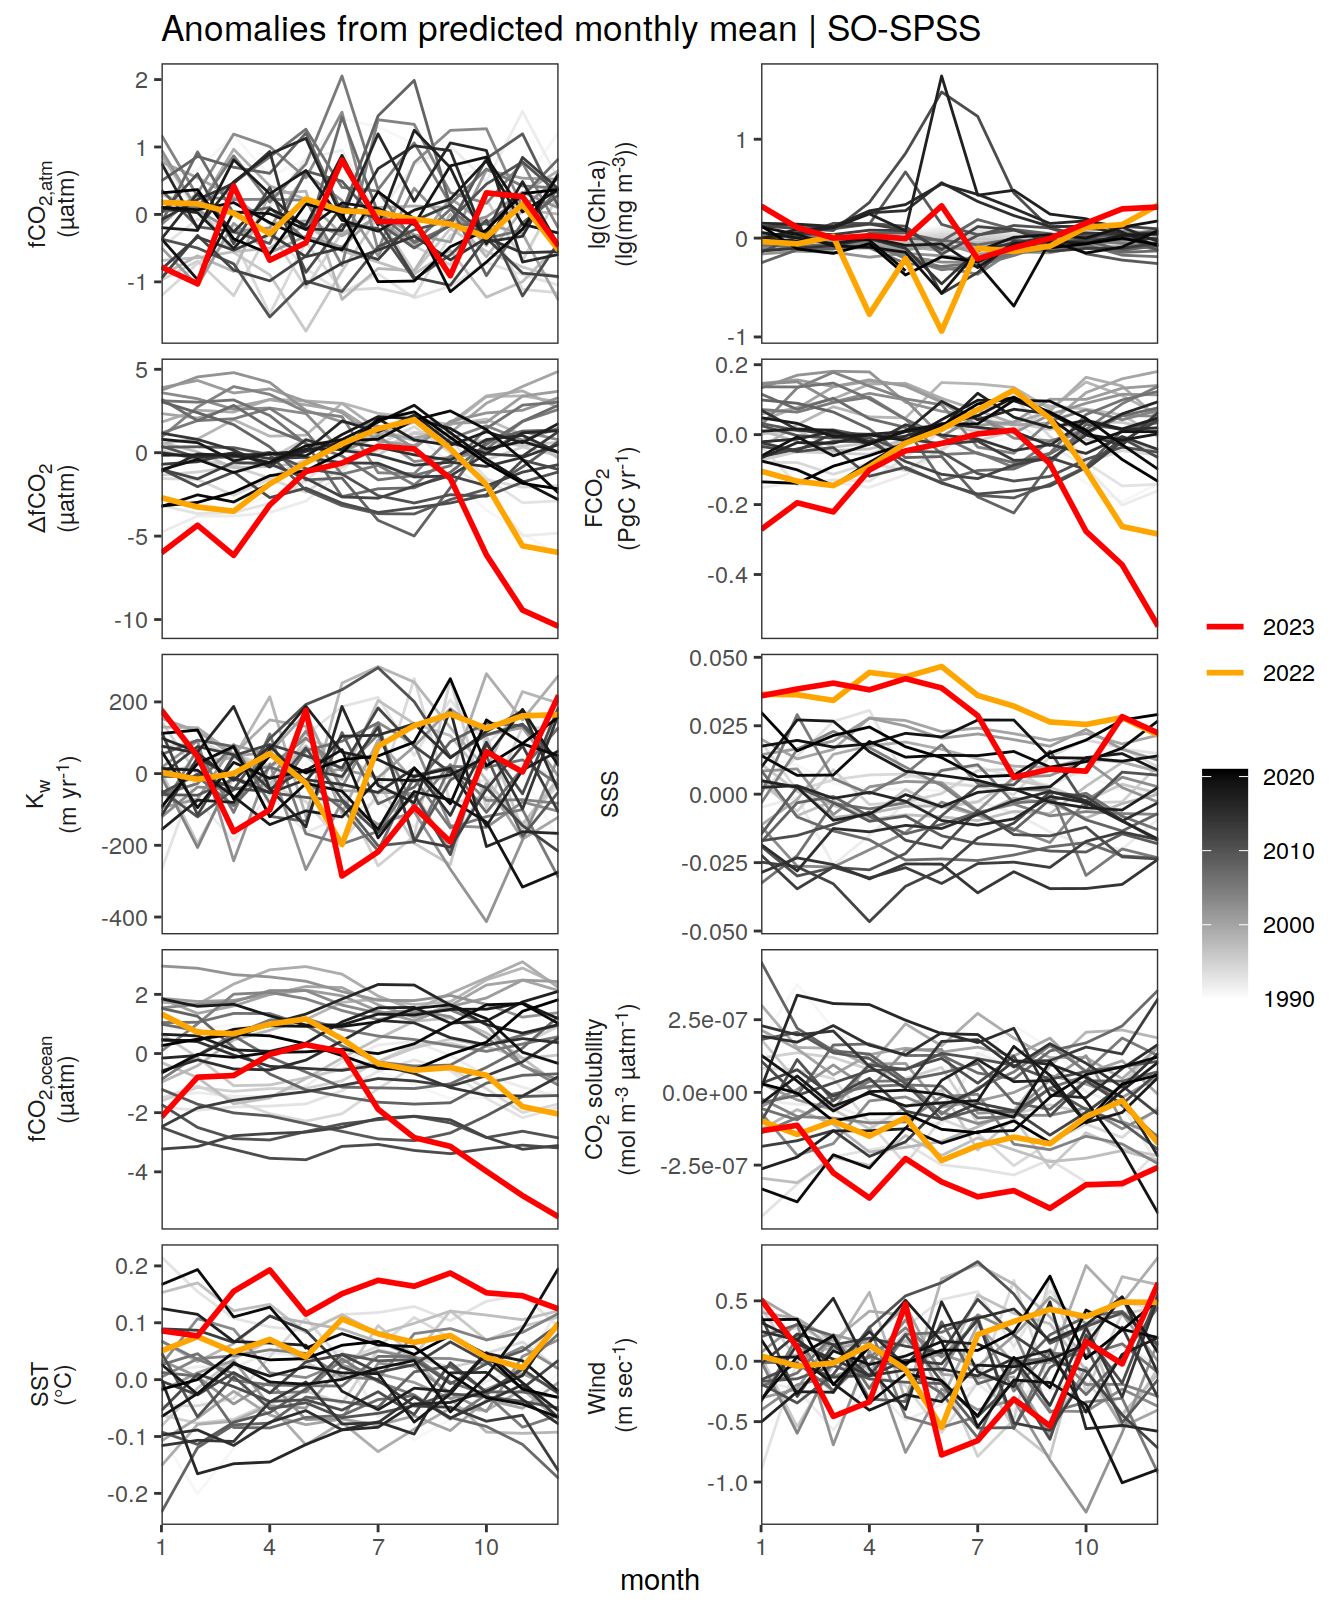 Anomalies from predicted monthly mean | SO-SPSS
fCO2,atm
(µatm)
2
1
0
-1
lg(Chl-a)
(lg(mg m-3))
1
0
-1
ΔfCO2
(µatm)
5
0
-5
-10
FCO2
(PgC yr-1)
0.2
0.0
-0.2
-0.4
Kw
(m yr-1)
200
0
-200
-400
SSS
0.050
0.025
0.000
-0.025
-0.050
fCO2,ocean
(µatm)
2
0
-2
-4
CO2 solubility
(mol m-3 µatm-1)
2.5e-07
0.0e+00
-2.5e-07
SST
(°C)
0.2
0.1
0.0
-0.1
-0.2
Wind
(m sec-1)
0.5
0.0
-0.5
-1.0
1 4 7 10
1 4 7 10
month
2023
2022
2020
2010
2000
1990